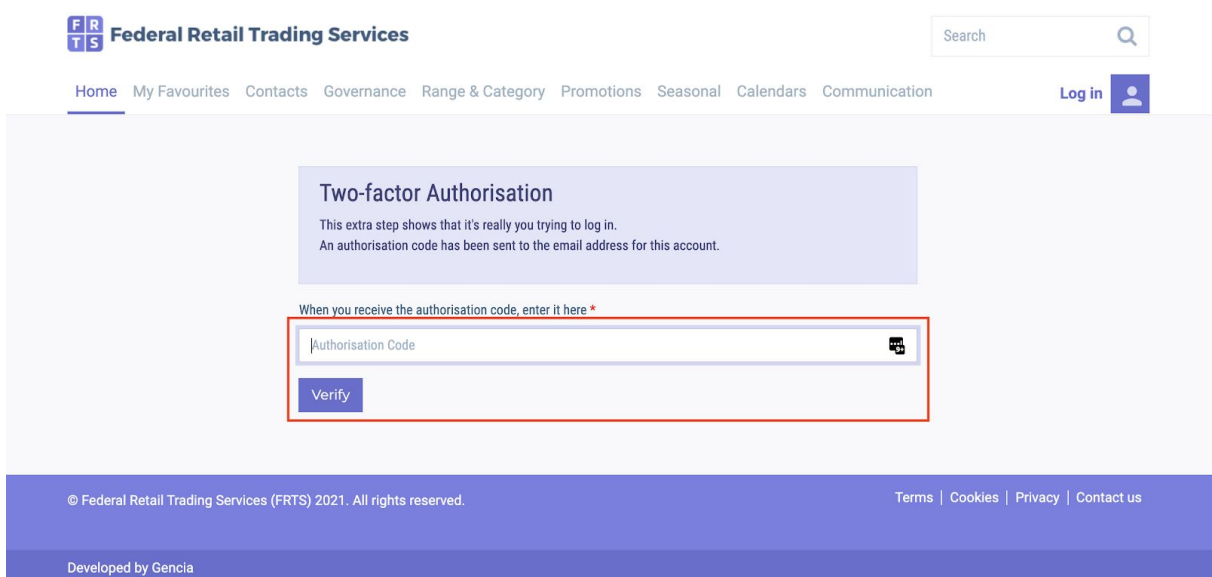 FR
TS
Federal Retail Trading Services
Search
Home My Favourites Contacts Governance Range & Category Promotions Seasonal Calendars Communication Log in
Two-factor Authorisation
This extra step shows that it's really you trying to log in.
An authorisation code has been sent to the email address for this account.
When you receive the authorisation code, enter it here *
Authorisation Code
9+
Verify
© Federal Retail Trading Services (FRTS) 2021. All rights reserved. Terms | Cookies | Privacy | Contact us
Developed by Gencia